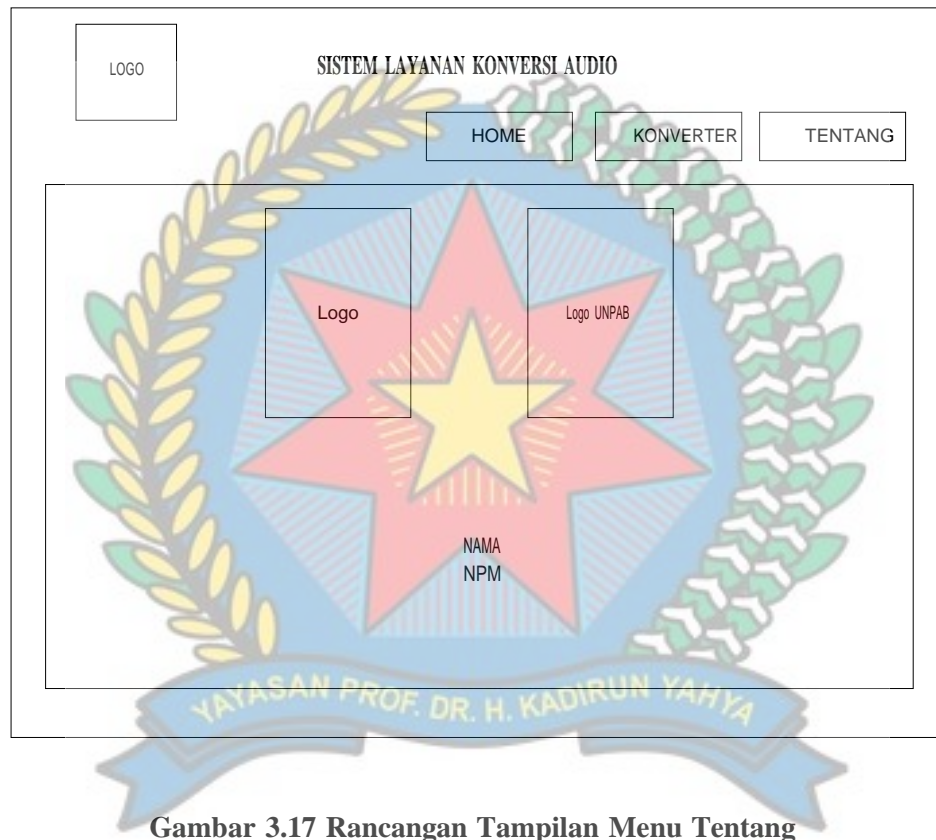 LOGO
SISTEM LAYANAN KONVERSI AUDIO
HOME
KONVERTER
TENTANG
Logo
Logo UNPAB
NAMA
NPM
YAYASAN PROF. DR. H. KADIRUN YAHYA
Gambar 3.17 Rancangan Tampilan Menu Tentang